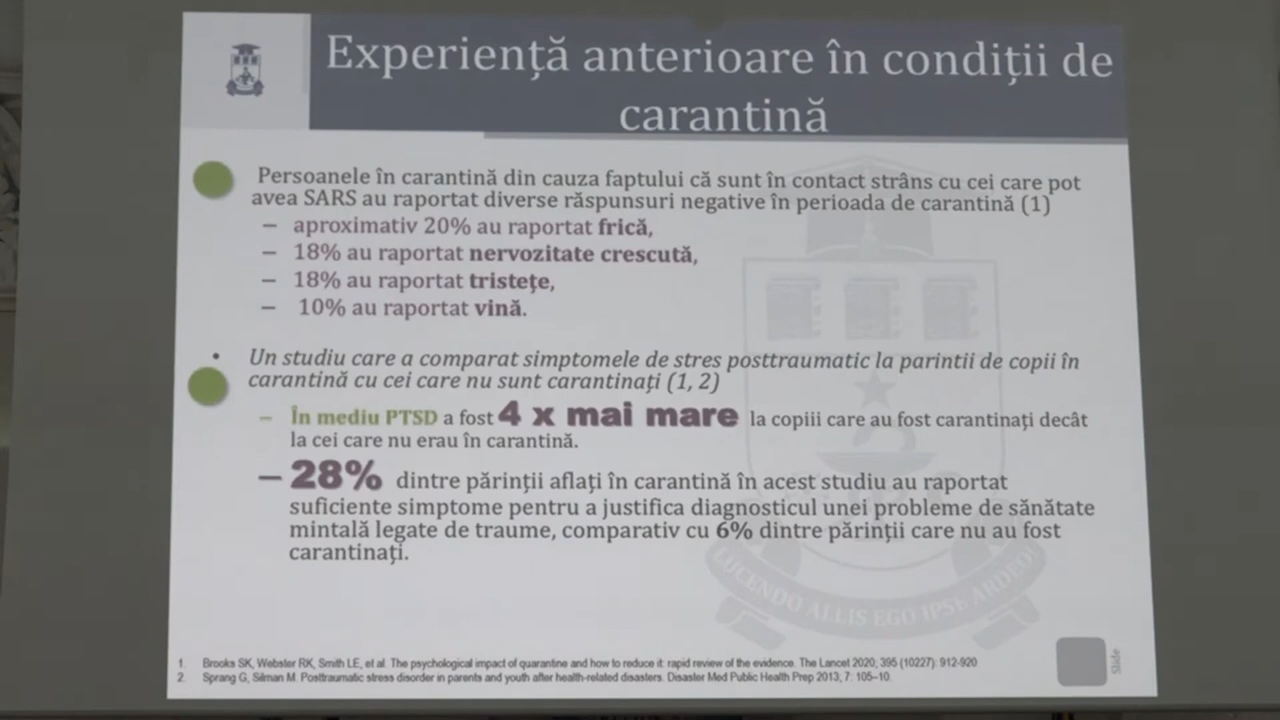 Experiență anterioare în condiții de
carantină
Persoanele în carantină din cauza faptului că sunt în contact strâns cu cei care pot
avea SARS au raportat diverse răspunsuri negative în perioada de carantină (1)
– aproximativ 20% au raportat frică,
– 18% au raportat nervozitate crescută,
– 18% au raportat tristețe,
– 10% au raportat vină.
• Un studiu care a comparat simptomele de stres posttraumatic la parintii de copii în
carantină cu cei care nu sunt carantinați (1, 2)
– În mediu PTSD a fost 4 x mai mare la copiii care au fost carantinați decât
la cei care nu erau în carantină.
– 28% dintre părinții aflați în carantină în acest studiu au raportat
suficiente simptome pentru a justifica diagnosticul unei probleme de sănătate
mintală legate de traume, comparativ cu 6% dintre părinții care nu au fost
carantinați.
LUCENDO ALLIS EGO IPSE ARDEO
1. Brooks SK, Webster RK, Smith LE, et al. The psychological impact of quarantine and how to reduce it: rapid review of the evidence. The Lancet 2020; 395 (10227): 912-920
2. Sprang G, Silman M. Posttraumatic stress disorder in parents and youth after health-related disasters. Disaster Med Public Health Prep 2013; 7: 105–10.
Slide